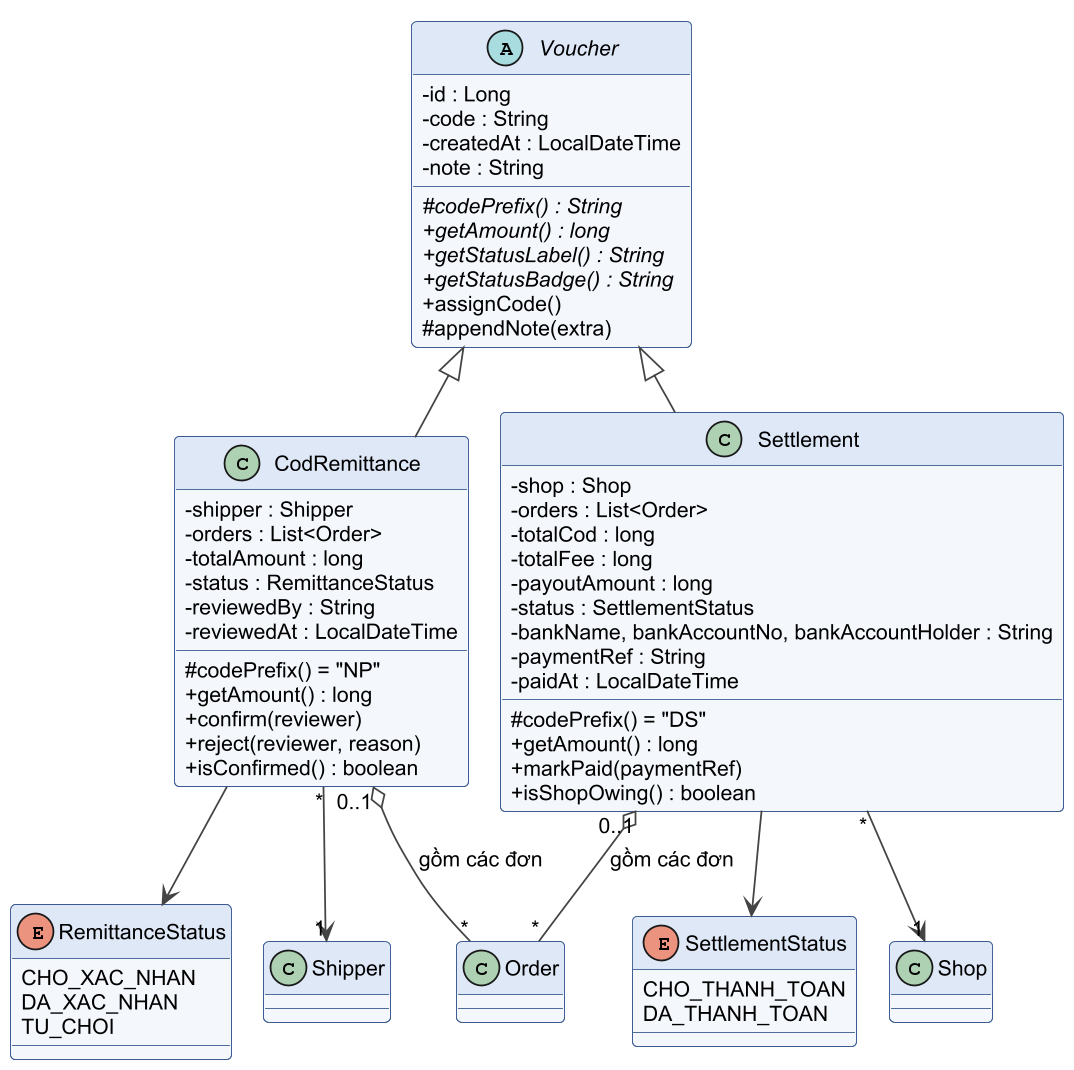 A Voucher
-id : Long
-code : String
-createdAt : LocalDateTime
-note : String
#codePrefix() : String
+getAmount() : long
+getStatusLabel() : String
+getStatusBadge() : String
+assignCode()
#appendNote(extra)
C CodRemittance
-shipper : Shipper
-orders : List<Order>
-totalAmount : long
-status : RemittanceStatus
-reviewedBy : String
-reviewedAt : LocalDateTime
#codePrefix() = "NP"
+getAmount() : long
+confirm(reviewer)
+reject(reviewer, reason)
+isConfirmed() : boolean
C Settlement
-shop : Shop
-orders : List<Order>
-totalCod : long
-totalFee : long
-payoutAmount : long
-status : SettlementStatus
-bankName, bankAccountNo, bankAccountHolder : String
-paymentRef : String
-paidAt : LocalDateTime
#codePrefix() = "DS"
+getAmount() : long
+markPaid(paymentRef)
+isShopOwing() : boolean
* 0..1
0..1 *
gồm các đơn gồm các đơn
1 * * 1
E RemittanceStatus
CHO_XAC_NHAN
DA_XAC_NHAN
TU_CHOI
C Shipper
C Order
E SettlementStatus
CHO_THANH_TOAN
DA_THANH_TOAN
C Shop